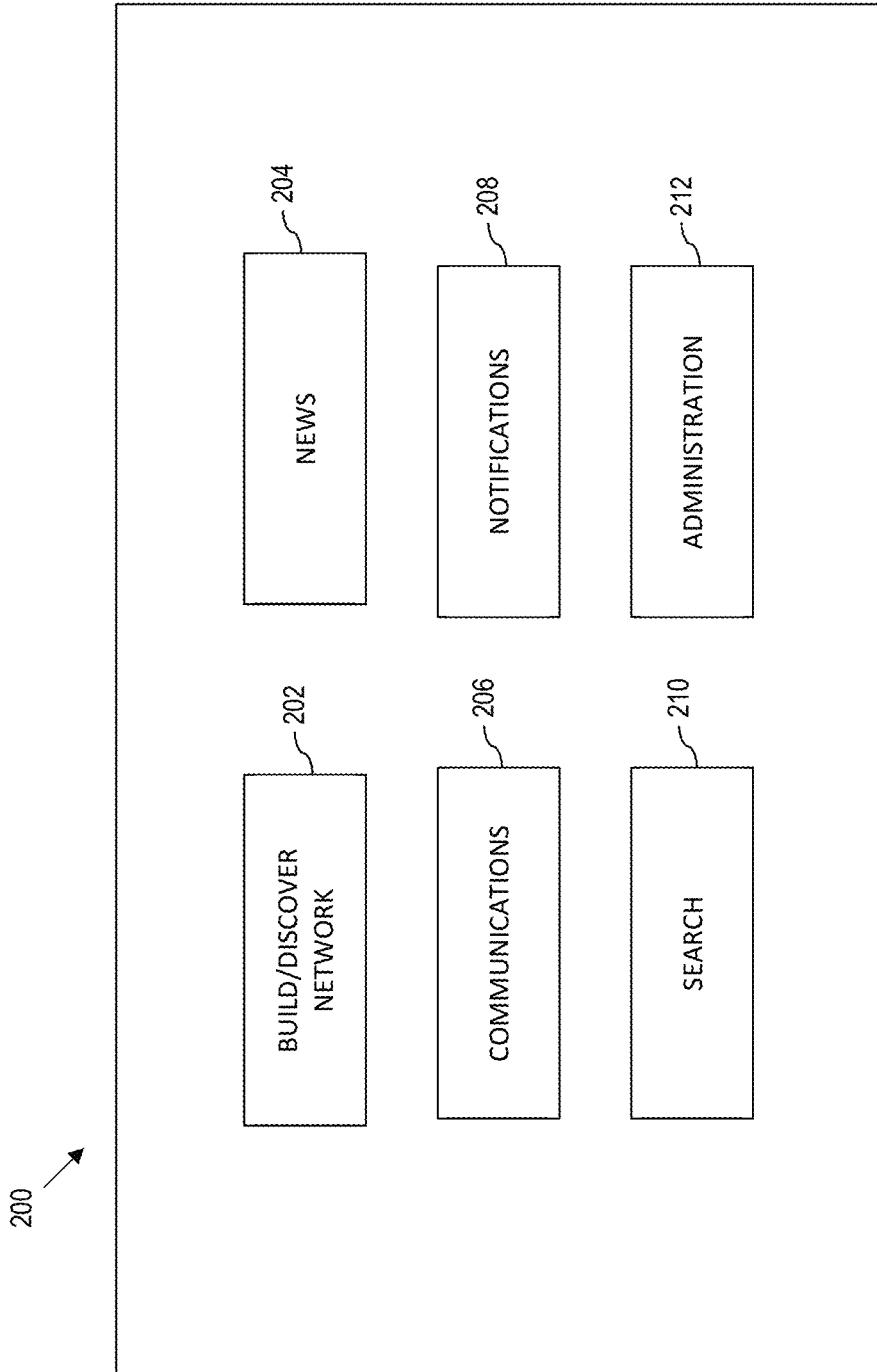 200
BUILD/DISCOVER
NETWORK
202
NEWS
204
COMMUNICATIONS
206
NOTIFICATIONS
208
SEARCH
210
ADMINISTRATION
212